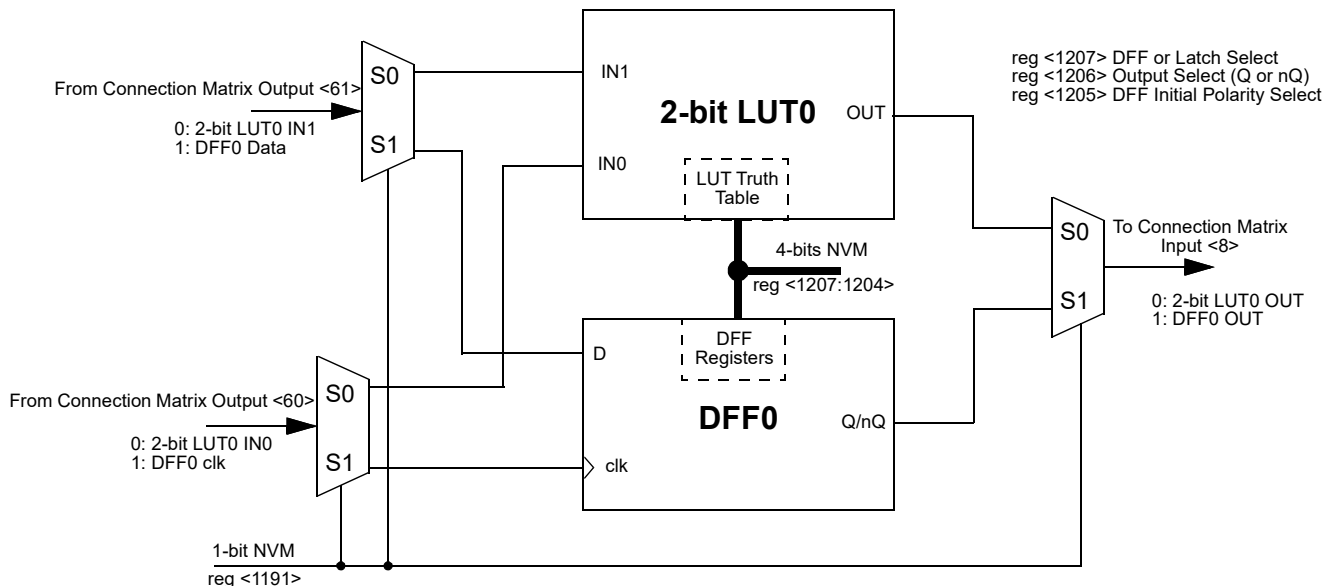 From Connection Matrix Output <61>
0: 2-bit LUT0 IN1
1: DFF0 Data
S0
S1
IN1
IN0
2-bit LUT0
OUT
LUT Truth
Table
reg <1207> DFF or Latch Select
reg <1206> Output Select (Q or nQ)
reg <1205> DFF Initial Polarity Select
4-bits NVM
reg <1207:1204>
S0
S1
To Connection Matrix
Input <8>
0: 2-bit LUT0 OUT
1: DFF0 OUT
From Connection Matrix Output <60>
0: 2-bit LUT0 IN0
1: DFF0 clk
S0
S1
D
clk
DFF
Registers
DFF0
Q/nQ
1-bit NVM
reg <1191>